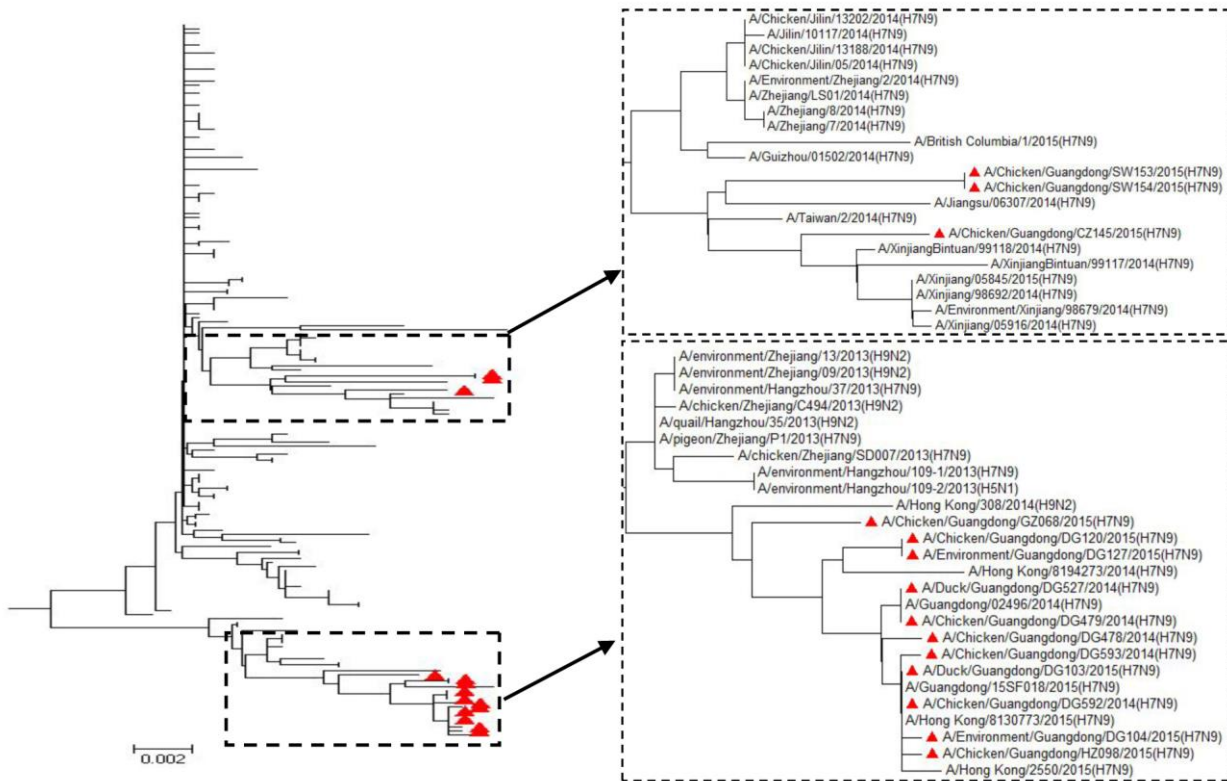 A/Chicken/Jilin/13202/2014(H7N9)
A/Jilin/10117/2014(H7N9)
A/Chicken/Jilin/13188/2014(H7N9)
A/Chicken/Jilin/05/2014(H7N9)
A/Environment/Zhejiang/2/2014(H7N9)
A/Zhejiang/LS01/2014(H7N9)
A/Zhejiang/8/2014(H7N9)
A/Zhejiang/7/2014(H7N9)
A/British Columbia/1/2015(H7N9)
A/Guizhou/01502/2014(H7N9)
A/Chicken/Guangdong/SW153/2015(H7N9)
A/Chicken/Guangdong/SW154/2015(H7N9)
A/Jiangsu/06307/2014(H7N9)
A/Taiwan/2/2014(H7N9)
A/Chicken/Guangdong/CZ145/2015(H7N9)
A/XinjiangBintuan/99118/2014(H7N9)
A/XinjiangBintuan/99117/2014(H7N9)
A/Xinjiang/05845/2015(H7N9)
A/Xinjiang/98692/2014(H7N9)
A/Environment/Xinjiang/98679/2014(H7N9)
A/Xinjiang/05916/2014(H7N9)
A/environment/Zhejiang/13/2013(H9N2)
A/environment/Zhejiang/09/2013(H9N2)
A/environment/Hangzhou/37/2013(H7N9)
A/chicken/Zhejiang/C494/2013(H9N2)
A/quail/Hangzhou/35/2013(H9N2)
A/pigeon/Zhejiang/P1/2013(H7N9)
A/chicken/Zhejiang/SD007/2013(H7N9)
A/environment/Hangzhou/109-1/2013(H7N9)
A/environment/Hangzhou/109-2/2013(H5N1)
A/Hong Kong/308/2014(H9N2)
A/Chicken/Guangdong/GZ068/2015(H7N9)
A/Chicken/Guangdong/DG120/2015(H7N9)
A/Environment/Guangdong/DG127/2015(H7N9)
A/Hong Kong/8194273/2014(H7N9)
A/Duck/Guangdong/DG527/2014(H7N9)
A/Guangdong/02496/2014(H7N9)
A/Chicken/Guangdong/DG479/2014(H7N9)
A/Chicken/Guangdong/DG478/2014(H7N9)
A/Chicken/Guangdong/DG593/2014(H7N9)
A/Duck/Guangdong/DG103/2015(H7N9)
A/Guangdong/15SF018/2015(H7N9)
A/Chicken/Guangdong/DG592/2014(H7N9)
A/Hong Kong/8130773/2015(H7N9)
A/Environment/Guangdong/DG104/2015(H7N9)
A/Chicken/Guangdong/HZ098/2015(H7N9)
A/Hong Kong/2550/2015(H7N9)
0.002